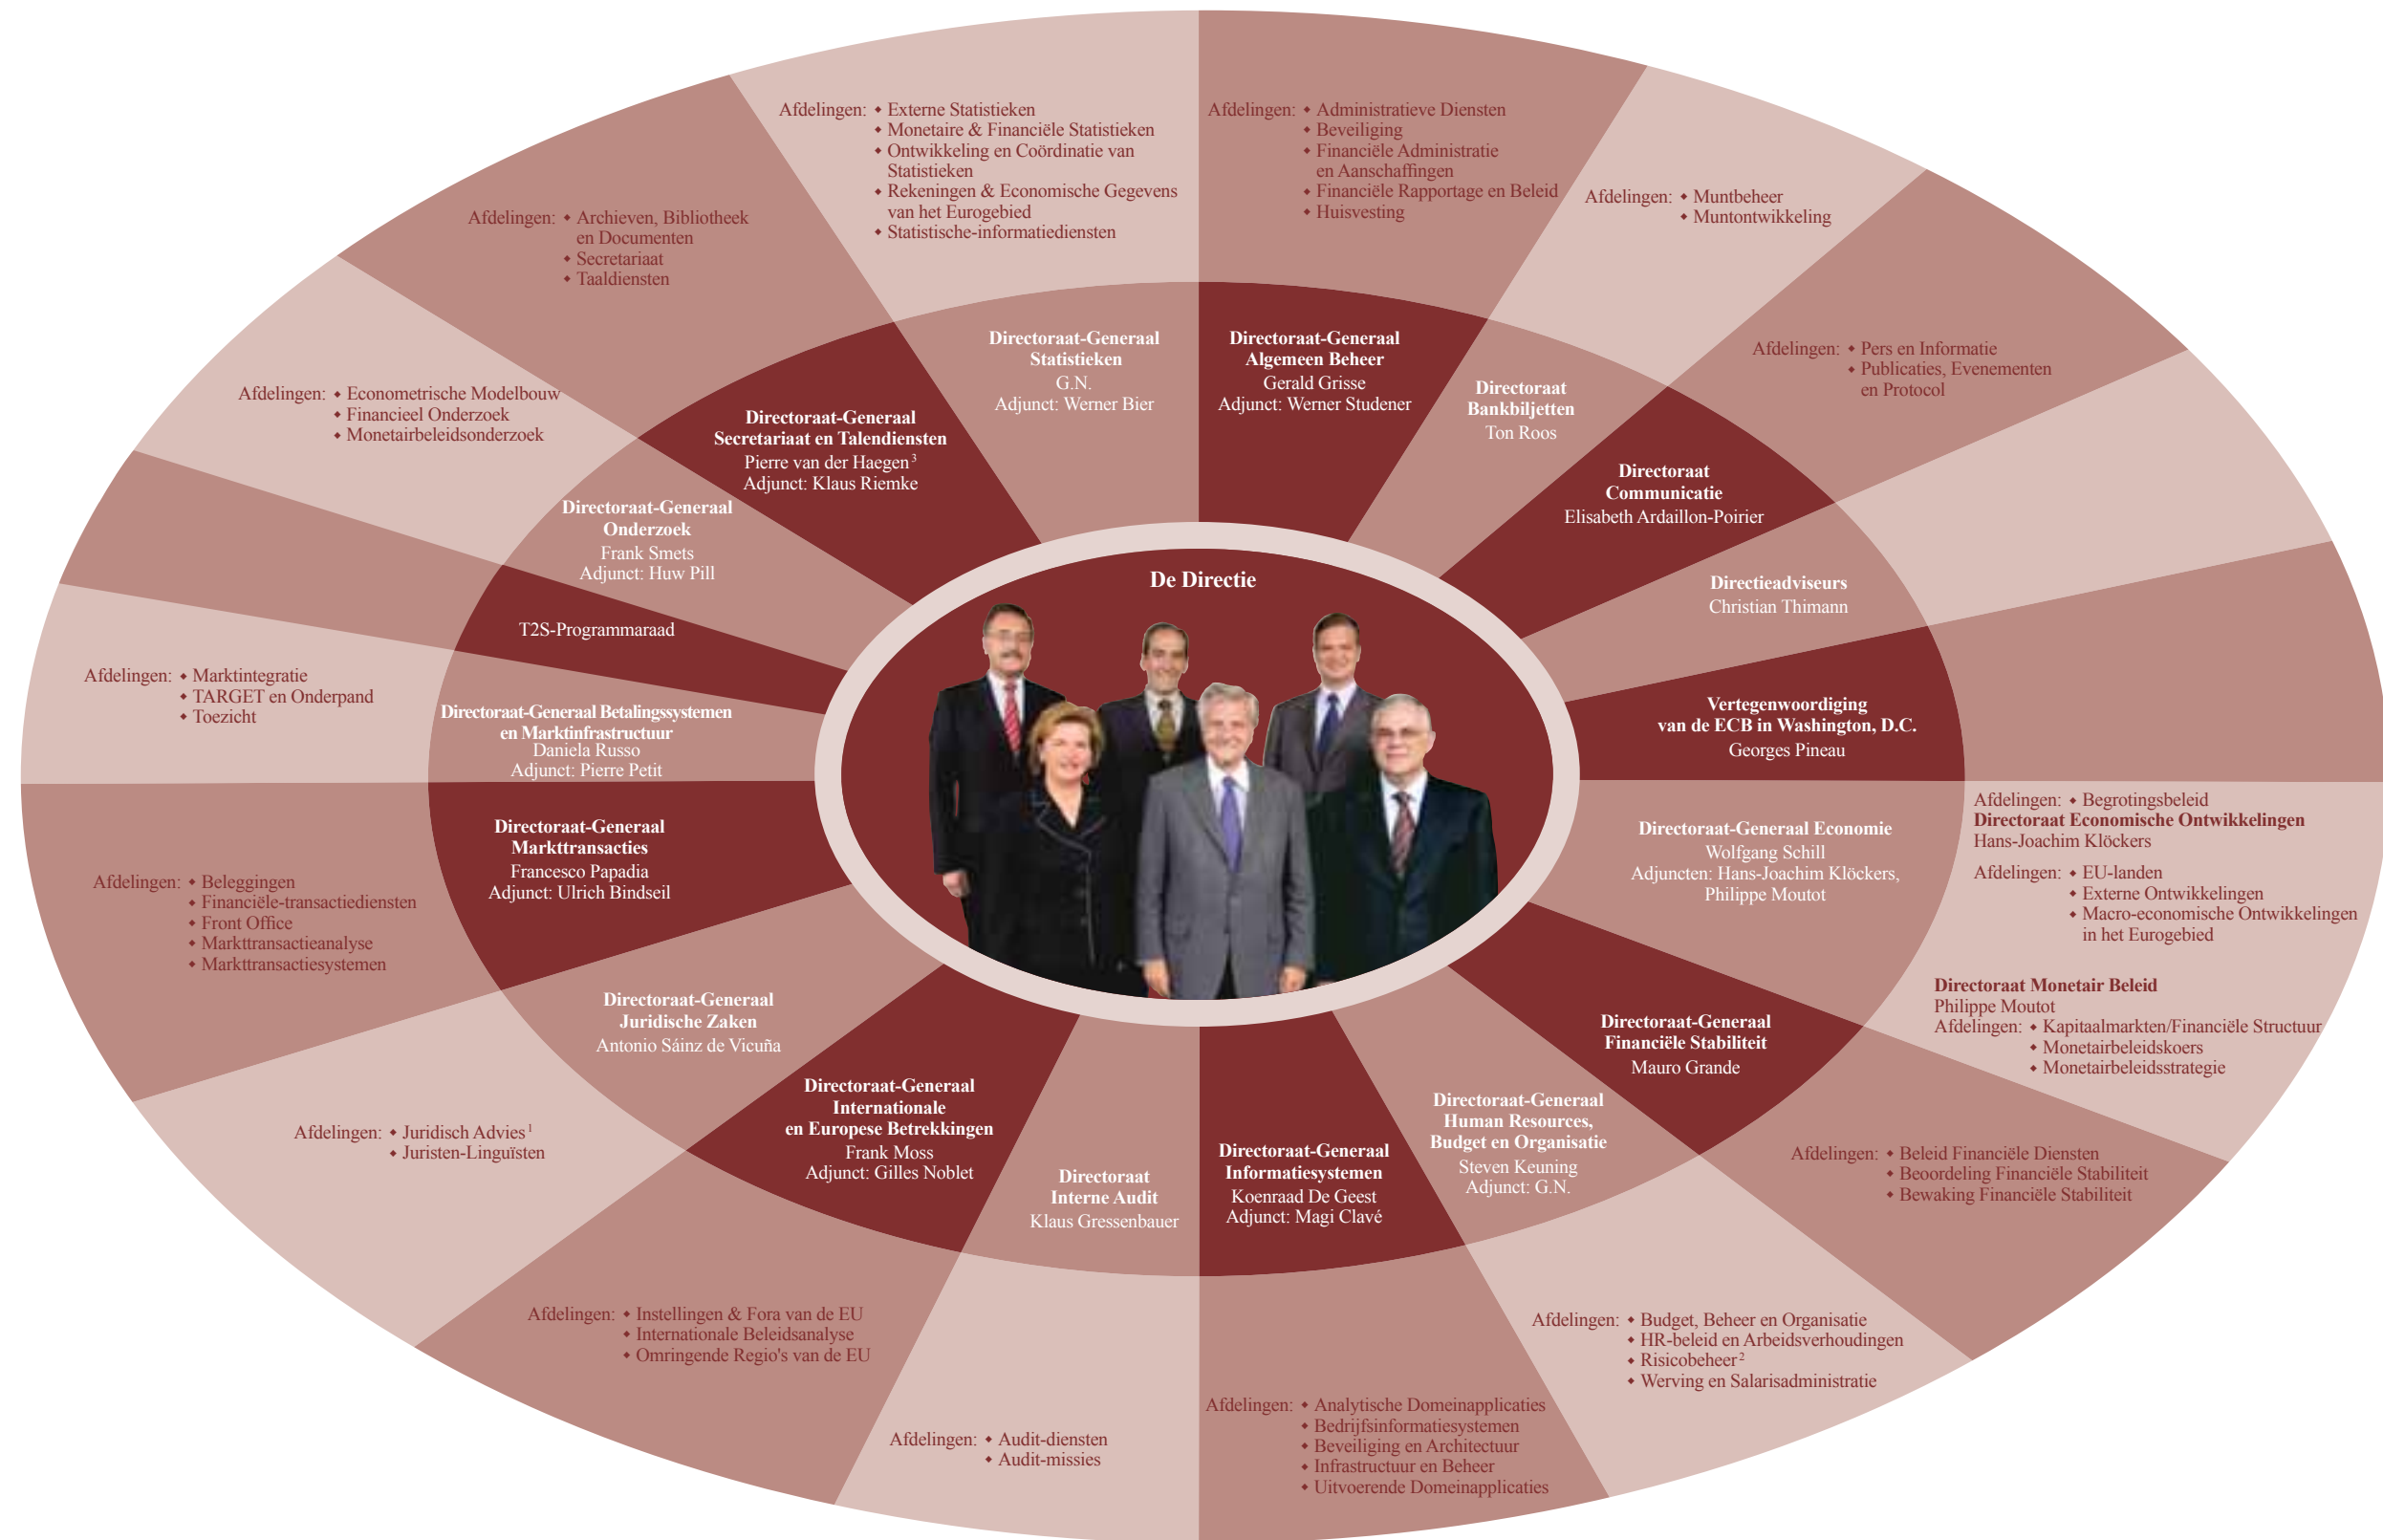 Afdelingen: ◆ Externe Statistieken
◆ Monetaire & Financiële Statistieken
◆ Ontwikkeling en Coördinatie van
Statistieken
◆ Rekeningen & Economische Gegevens
van het Eurogebied
◆ Statistische-informatiediensten
Afdelingen: ◆ Administratieve Diensten
◆ Beveiliging
◆ Financiële Administratie
en Aanschaffingen
◆ Financiële Rapportage en Beleid
◆ Huisvesting
Afdelingen: ◆ Muntbeheer
◆ Muntontwikkeling
Afdelingen: ◆ Archieven, Bibliotheek
en Documenten
◆ Secretariaat
◆ Taaldiensten
Afdelingen: ◆ Pers en Informatie
◆ Publicaties, Evenementen
en Protocol
Afdelingen: ◆ Econometrische Modelbouw
◆ Financieel Onderzoek
◆ Monetairbeleidsonderzoek
Directoraat-Generaal
Statistieken
G.N.
Adjunct: Werner Bier
Directoraat-Generaal
Algemeen Beheer
Gerald Grisse
Adjunct: Werner Studener
Directoraat
Bankbiljetten
Ton Roos
Directoraat-Generaal
Secretariaat en Talendiensten
Pierre van der Haegen³
Adjunct: Klaus Riemke
Directoraat
Communicatie
Elisabeth Ardaillon-Poirier
Directoraat-Generaal
Onderzoek
Frank Smets
Adjunct: Huw Pill
De Directie
Directieadviseurs
Christian Thimann
T2S-Programmaraad
Afdelingen: ◆ Marktintegratie
◆ TARGET en Onderpand
◆ Toezicht
Directoraat-Generaal Betalingssystemen
en Marktinfrastructuur
Daniela Russo
Adjunct: Pierre Petit
Vertegenwoordiging
van de ECB in Washington, D.C.
Georges Pineau
Directoraat-Generaal
Markttransacties
Francesco Papadia
Adjunct: Ulrich Bindseil
Directoraat-Generaal Economie
Wolfgang Schill
Adjuncten: Hans-Joachim Klöckers,
Philippe Moutot
Afdelingen: ◆ Begrotingsbeleid
Directoraat Economische Ontwikkelingen
Hans-Joachim Klöckers
Afdelingen: ◆ EU-landen
◆ Externe Ontwikkelingen
◆ Macro-economische Ontwikkelingen
in het Eurogebied
Directoraat Monetair Beleid
Philippe Moutot
Afdelingen: ◆ Kapitaalmarkten/Financiële Structuur
◆ Monetairbeleidskoers
◆ Monetairbeleidsstrategie
Afdelingen: ◆ Beleggingen
◆ Financiële-transactiediensten
◆ Front Office
◆ Markttransactieanalyse
◆ Markttransactiesystemen
Directoraat-Generaal
Juridische Zaken
Antonio Sáinz de Vicuña
Directoraat-Generaal
Financiële Stabiliteit
Mauro Grande
Directoraat-Generaal
Internationale
en Europese Betrekkingen
Frank Moss
Adjunct: Gilles Noblet
Directoraat
Interne Audit
Klaus Gressenbauer
Directoraat-Generaal
Informatiesystemen
Koenraad De Geest
Adjunct: Magi Clavé
Directoraat-Generaal
Human Resources,
Budget en Organisatie
Steven Keuning
Adjunct: G.N.
Afdelingen: ◆ Juridisch Advies¹
◆ Juristen-Linguïsten
Afdelingen: ◆ Beleid Financiële Diensten
◆ Beoordeling Financiële Stabiliteit
◆ Bewaking Financiële Stabiliteit
Afdelingen: ◆ Instellingen & Fora van de EU
◆ Internationale Beleidsanalyse
◆ Omringende Regio's van de EU
Afdelingen: ◆ Budget, Beheer en Organisatie
◆ HR-beleid en Arbeidsverhoudingen
◆ Risicobeheer²
◆ Werving en Salarisadministratie
Afdelingen: ◆ Audit-diensten
◆ Audit-missies
Afdelingen: ◆ Analytische Domeinapplicaties
◆ Bedrijfsinformatiesystemen
◆ Beveiliging en Architectuur
◆ Infrastructuur en Beheer
◆ Uitvoerende Domeinapplicaties